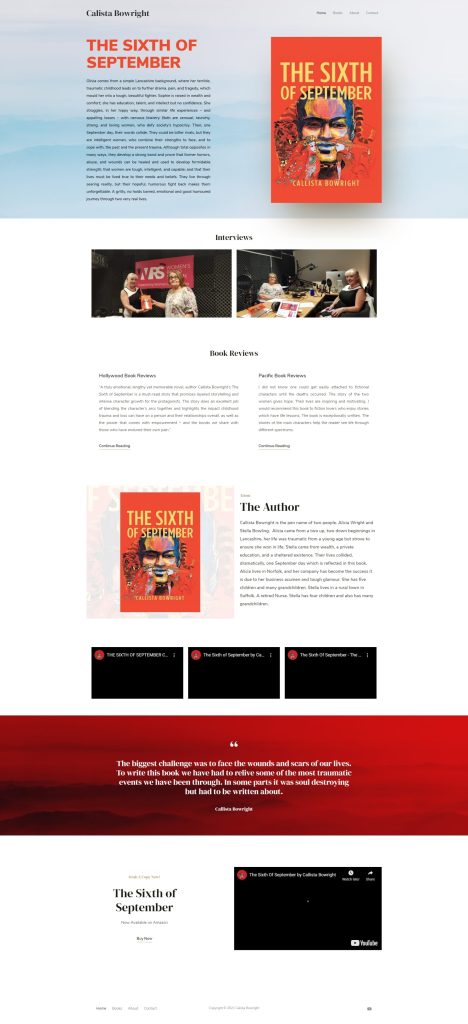 Calista Bowright
Home Books About Contact
THE SIXTH OF
SEPTEMBER
Olivia comes from a simple Lancashire background, where her terrible,
traumatic childhood leads on to further drama, pain, and tragedy, which
mould her into a tough, beautiful fighter. Sophie is raised in wealth and
comfort; she has education, talent, and intellect but no confidence. She
struggles, in her happy way, through similar life experiences – and
appalling losses – with
strong, and loving women, who defy society's hypocrisy. Then, one
September day, their worlds collide. They could be bitter rivals, but they
are intelligent women, who combine their strengths to face, and to
cope with, the past and the present trauma. Although total opposites in
many ways, they develop a strong bond and prove that former horrors,
abuse, and wounds can be healed and used to develop formidable
strength that women are tough, intelligent, and capable, and that their
lives must be lived true to their needs and beliefs. They live through
searing reality, but their hopeful, humorous fight back makes them
unforgettable. A gritty, no holds barred, emotional and good humoured
journey through two very real lives.
THE SIXTH
OF SEPTEMBER
CALLISTA BOWRIGHT
Interviews
NRS
WOMEN'S
Book Reviews
Hollywood Book Reviews
"A truly emotional, lengthy yet memorable novel, author Callista Bowright's The
Sixth of September is a must-read story that promises layered storytelling and
intense character growth for the protagonists. The story does an excellent job
of blending the character's arcs together and highlights the impact childhood
trauma and loss can have on a person and their relationships overall, as well as
the power that comes with empowerment – and the bonds we share with
those who have endured their own pain."
Continue Reading
Pacific Book Reviews
I did not know one could get easily attached to fictional
characters until the deaths occurred. The story of the two
women gives hope. Their lives are inspiring and motivating. I
would recommend this book to fiction lovers who enjoy stories
which have life lessons. The book is exceptionally written. The
stories of the main characters help the reader see life through
different spectrums.
Continue Reading
THE SIXTH
OF SEPTEMBER
CALLISTA BOWRIGHT
The Author
Callista Bowright is the pen name of two people, Alicia Wright and
Stella Bowling. Alicia came from a two up, two down beginnings in
Lancashire, her life was traumatic from a young age but strove to
ensure she won in life. Stella came from wealth, a private
education, and a sheltered existence. Their lives collided,
dramatically, one September day which is reflected in this book.
Alicia lives in Norfolk, and her company has become the success it
is due to her business acumen and tough glamour. She has five
children and many grandchildren. Stella lives in a rural town in
Suffolk. A retired Nurse. Stella has four children and also has many
grandchildren.
THE SIXTH OF SEPTEMBER C...
The Sixth of September by Ca...
The Sixth Of September - The ...
“
The biggest challenge was to face the wounds and scars of our lives.
To write this book we have had to relive some of the most traumatic
events we have been through. In some parts it was soul destroying
but had to be written about.
Callista Bowright
Grab A Copy Now!
The Sixth of
September
Now Available on Amazon
Buy Now
The Sixth Of September by Callista Bowright
Watch later Share
YouTube
Home Books About Contact
Copyright © 2023 Calista Bowright